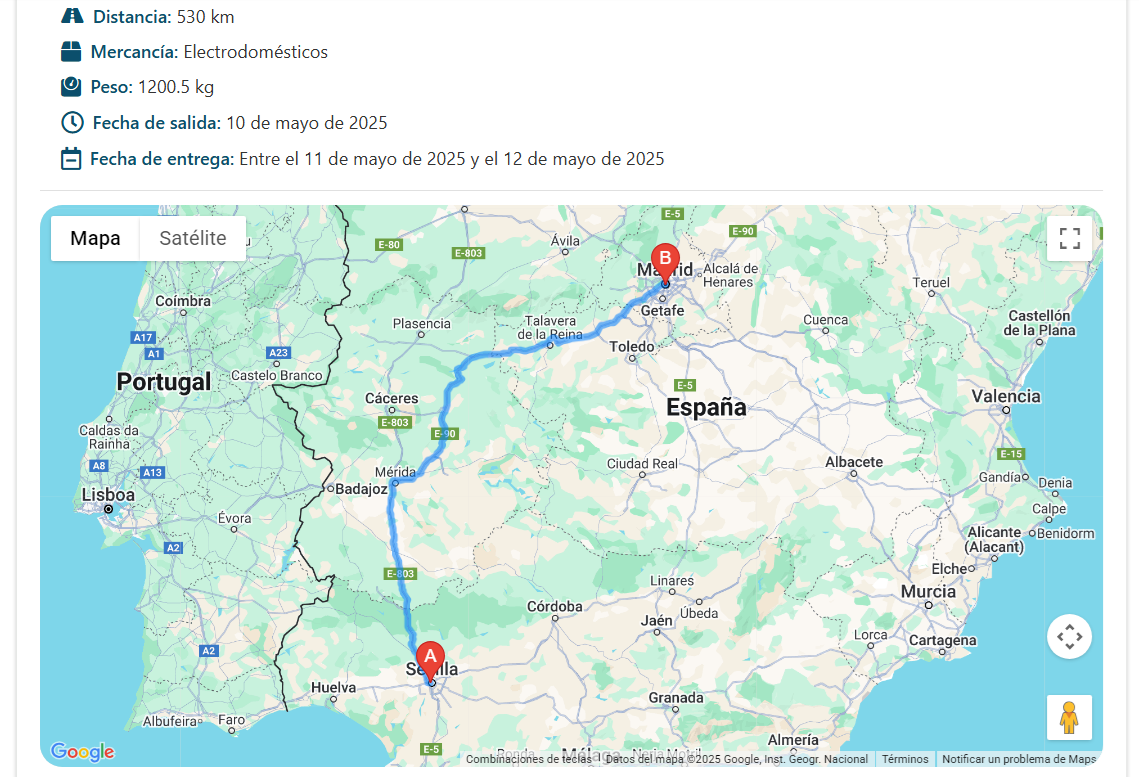 Distancia: 530 km
Mercancía: Electrodomésticos
Peso: 1200.5 kg
Fecha de salida: 10 de mayo de 2025
Fecha de entrega: Entre el 11 de mayo de 2025 y el 12 de mayo de 2025
Mapa
Satélite
E-5
E-90
E-80
E-803
Ávila
B
Madrid
Alcalá de
Henares
Getafe
Teruel
Coímbra
Plasencia
Talavera
de la Reina
Cuenca
Castellón
de la Plana
A17
A1
A23
Toledo
Castelo Branco
Portugal
E-5
España
Cáceres
E-803
E-90
Valencia
Caldas da
Rainha
A8
A13
Lisboa
Mérida
Badajoz
Ciudad Real
Albacete
E-15
Gandía
Denia
Calpe
Benidorm
Évora
A2
Alicante
(Alacant)
Elche
E-803
Linares
Úbeda
Murcia
Córdoba
Jaén
Lorca
Cartagena
A2
A
Sevilla
Huelva
Granada
Albufeira
Faro
Almería
E-5
Ronda
Málaga
Nerja
Motril
Google
Combinaciones de teclas
Datos del mapa ©2025 Google, Inst. Geogr. Nacional
Términos
Notificar un problema de Maps